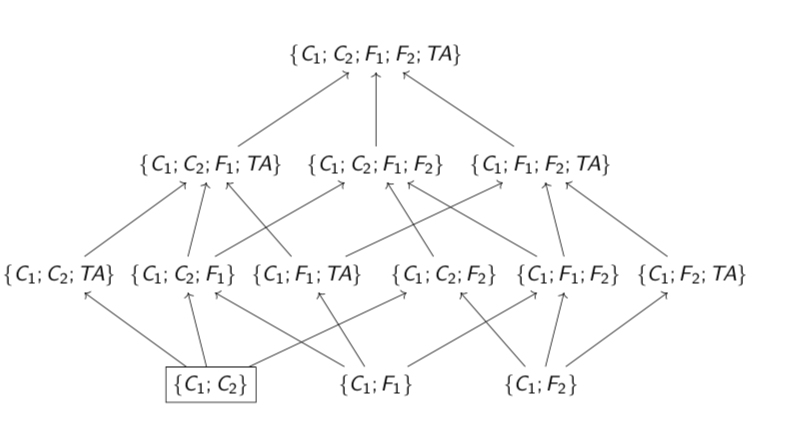 {C₁; C₂; F₁; F₂; TA}
{C₁; C₂; F₁; TA} {C₁; C₂; F₁; F₂} {C₁; F₁; F₂; TA}
{C₁; C₂; TA} {C₁; C₂; F₁} {C₁; F₁; TA} {C₁; C₂; F₂} {C₁; F₁; F₂} {C₁; F₂; TA}
{C₁; C₂} {C₁; F₁} {C₁; F₂}